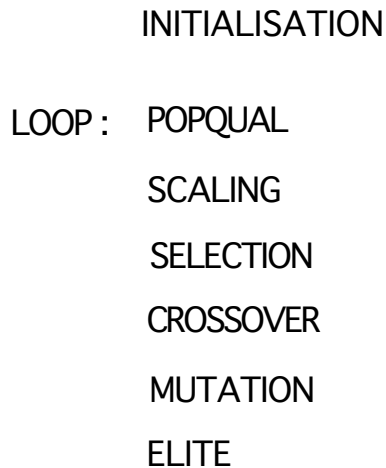 INITIALISATION
LOOP : POPQUAL
SCALING
SELECTION
CROSSOVER
MUTATION
ELITE